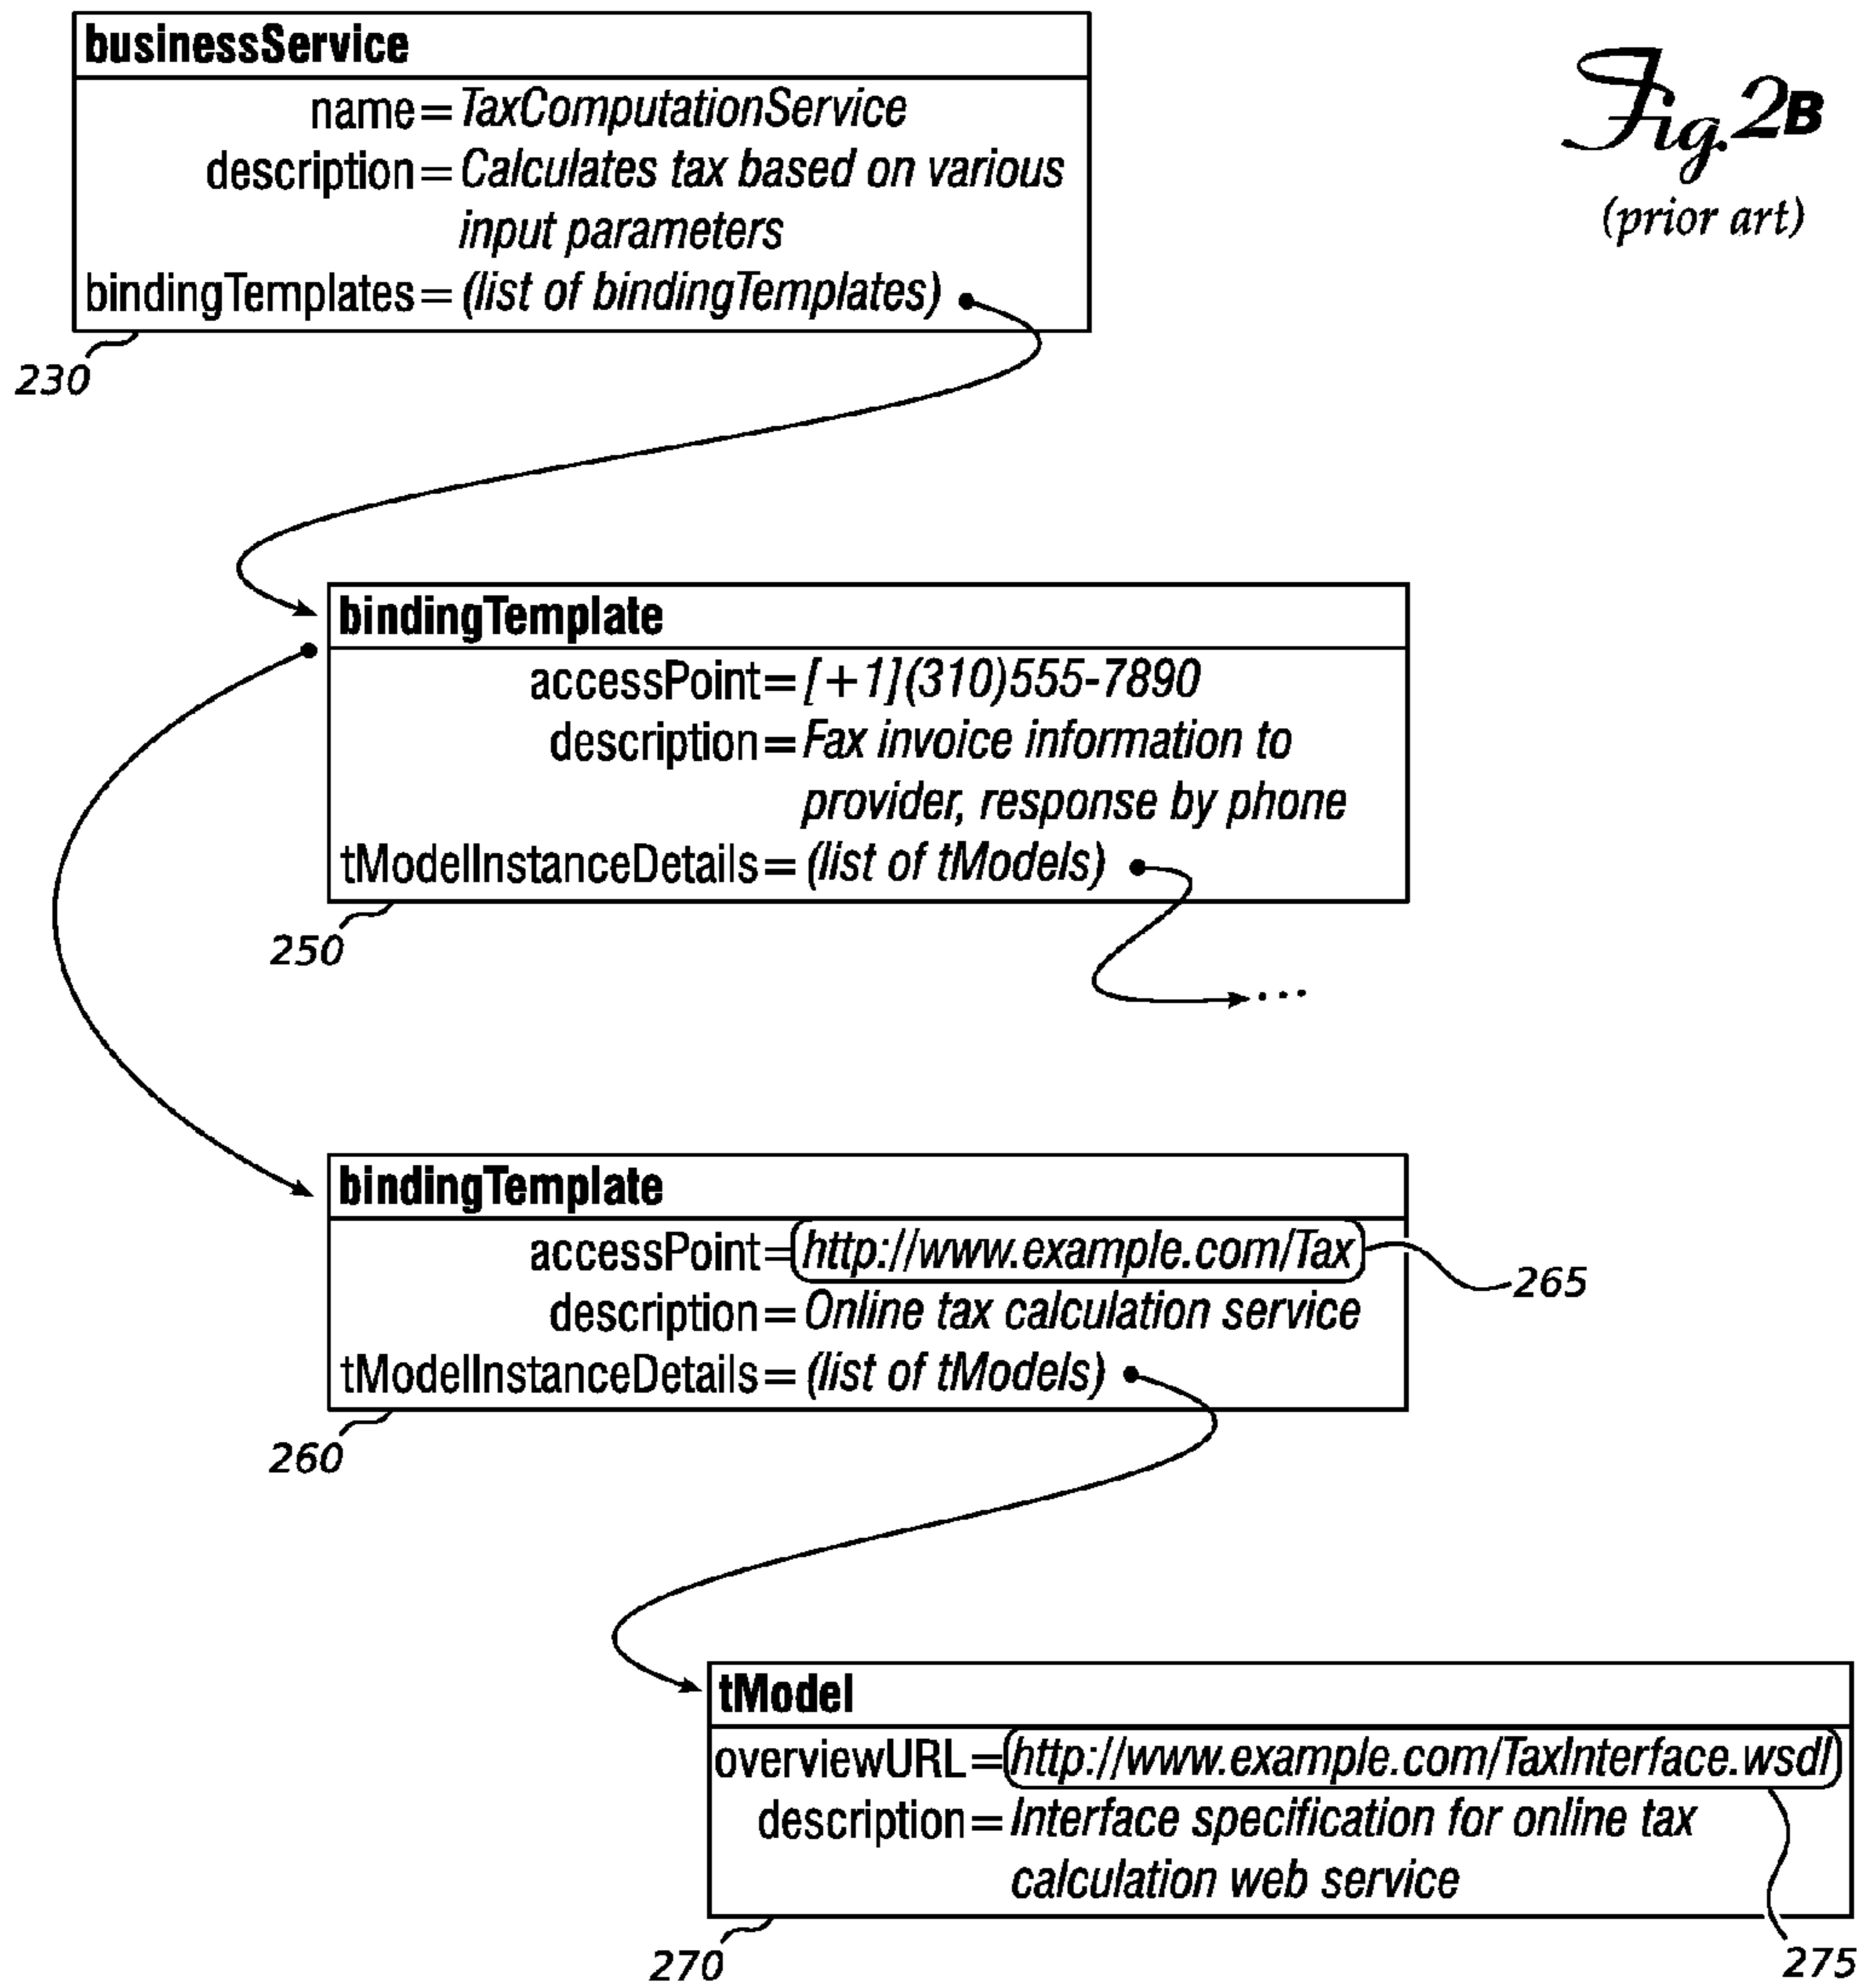 businessService
Fig. 2B
(prior art)
name = TaxComputationService
description = Calculates tax based on various
input parameters
bindingTemplates = (list of bindingTemplates)
230
bindingTemplate
accessPoint = [+1](310)555-7890
description = Fax invoice information to
provider, response by phone
tModelInstanceDetails = (list of tModels)
250
...
bindingTemplate
accessPoint = http://www.example.com/Tax
265
description = Online tax calculation service
tModelInstanceDetails = (list of tModels)
260
tModel
overviewURL = http://www.example.com/TaxInterface.wsdl
description = Interface specification for online tax
calculation web service
270
275